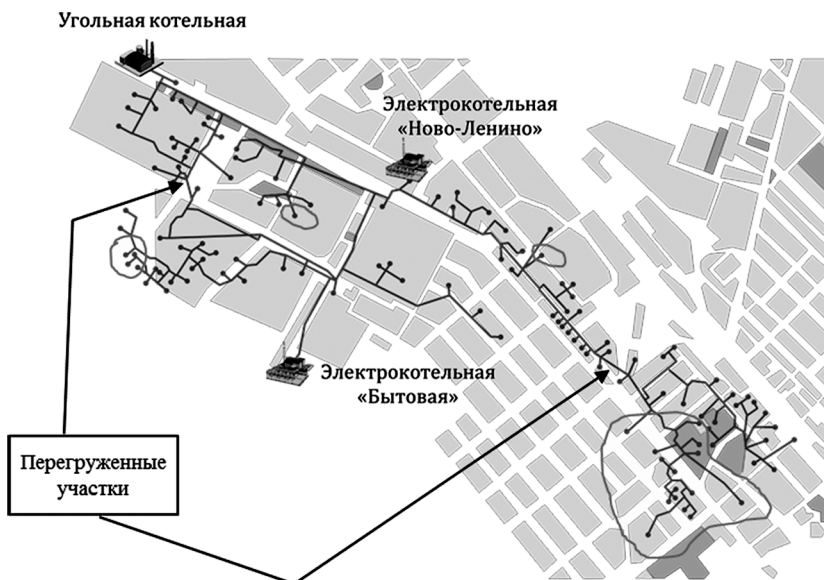 Угольная котельная
Электрокотельная
«Ново-Ленино»
Электрокотельная
«Бытовая»
Перегруженные
участки